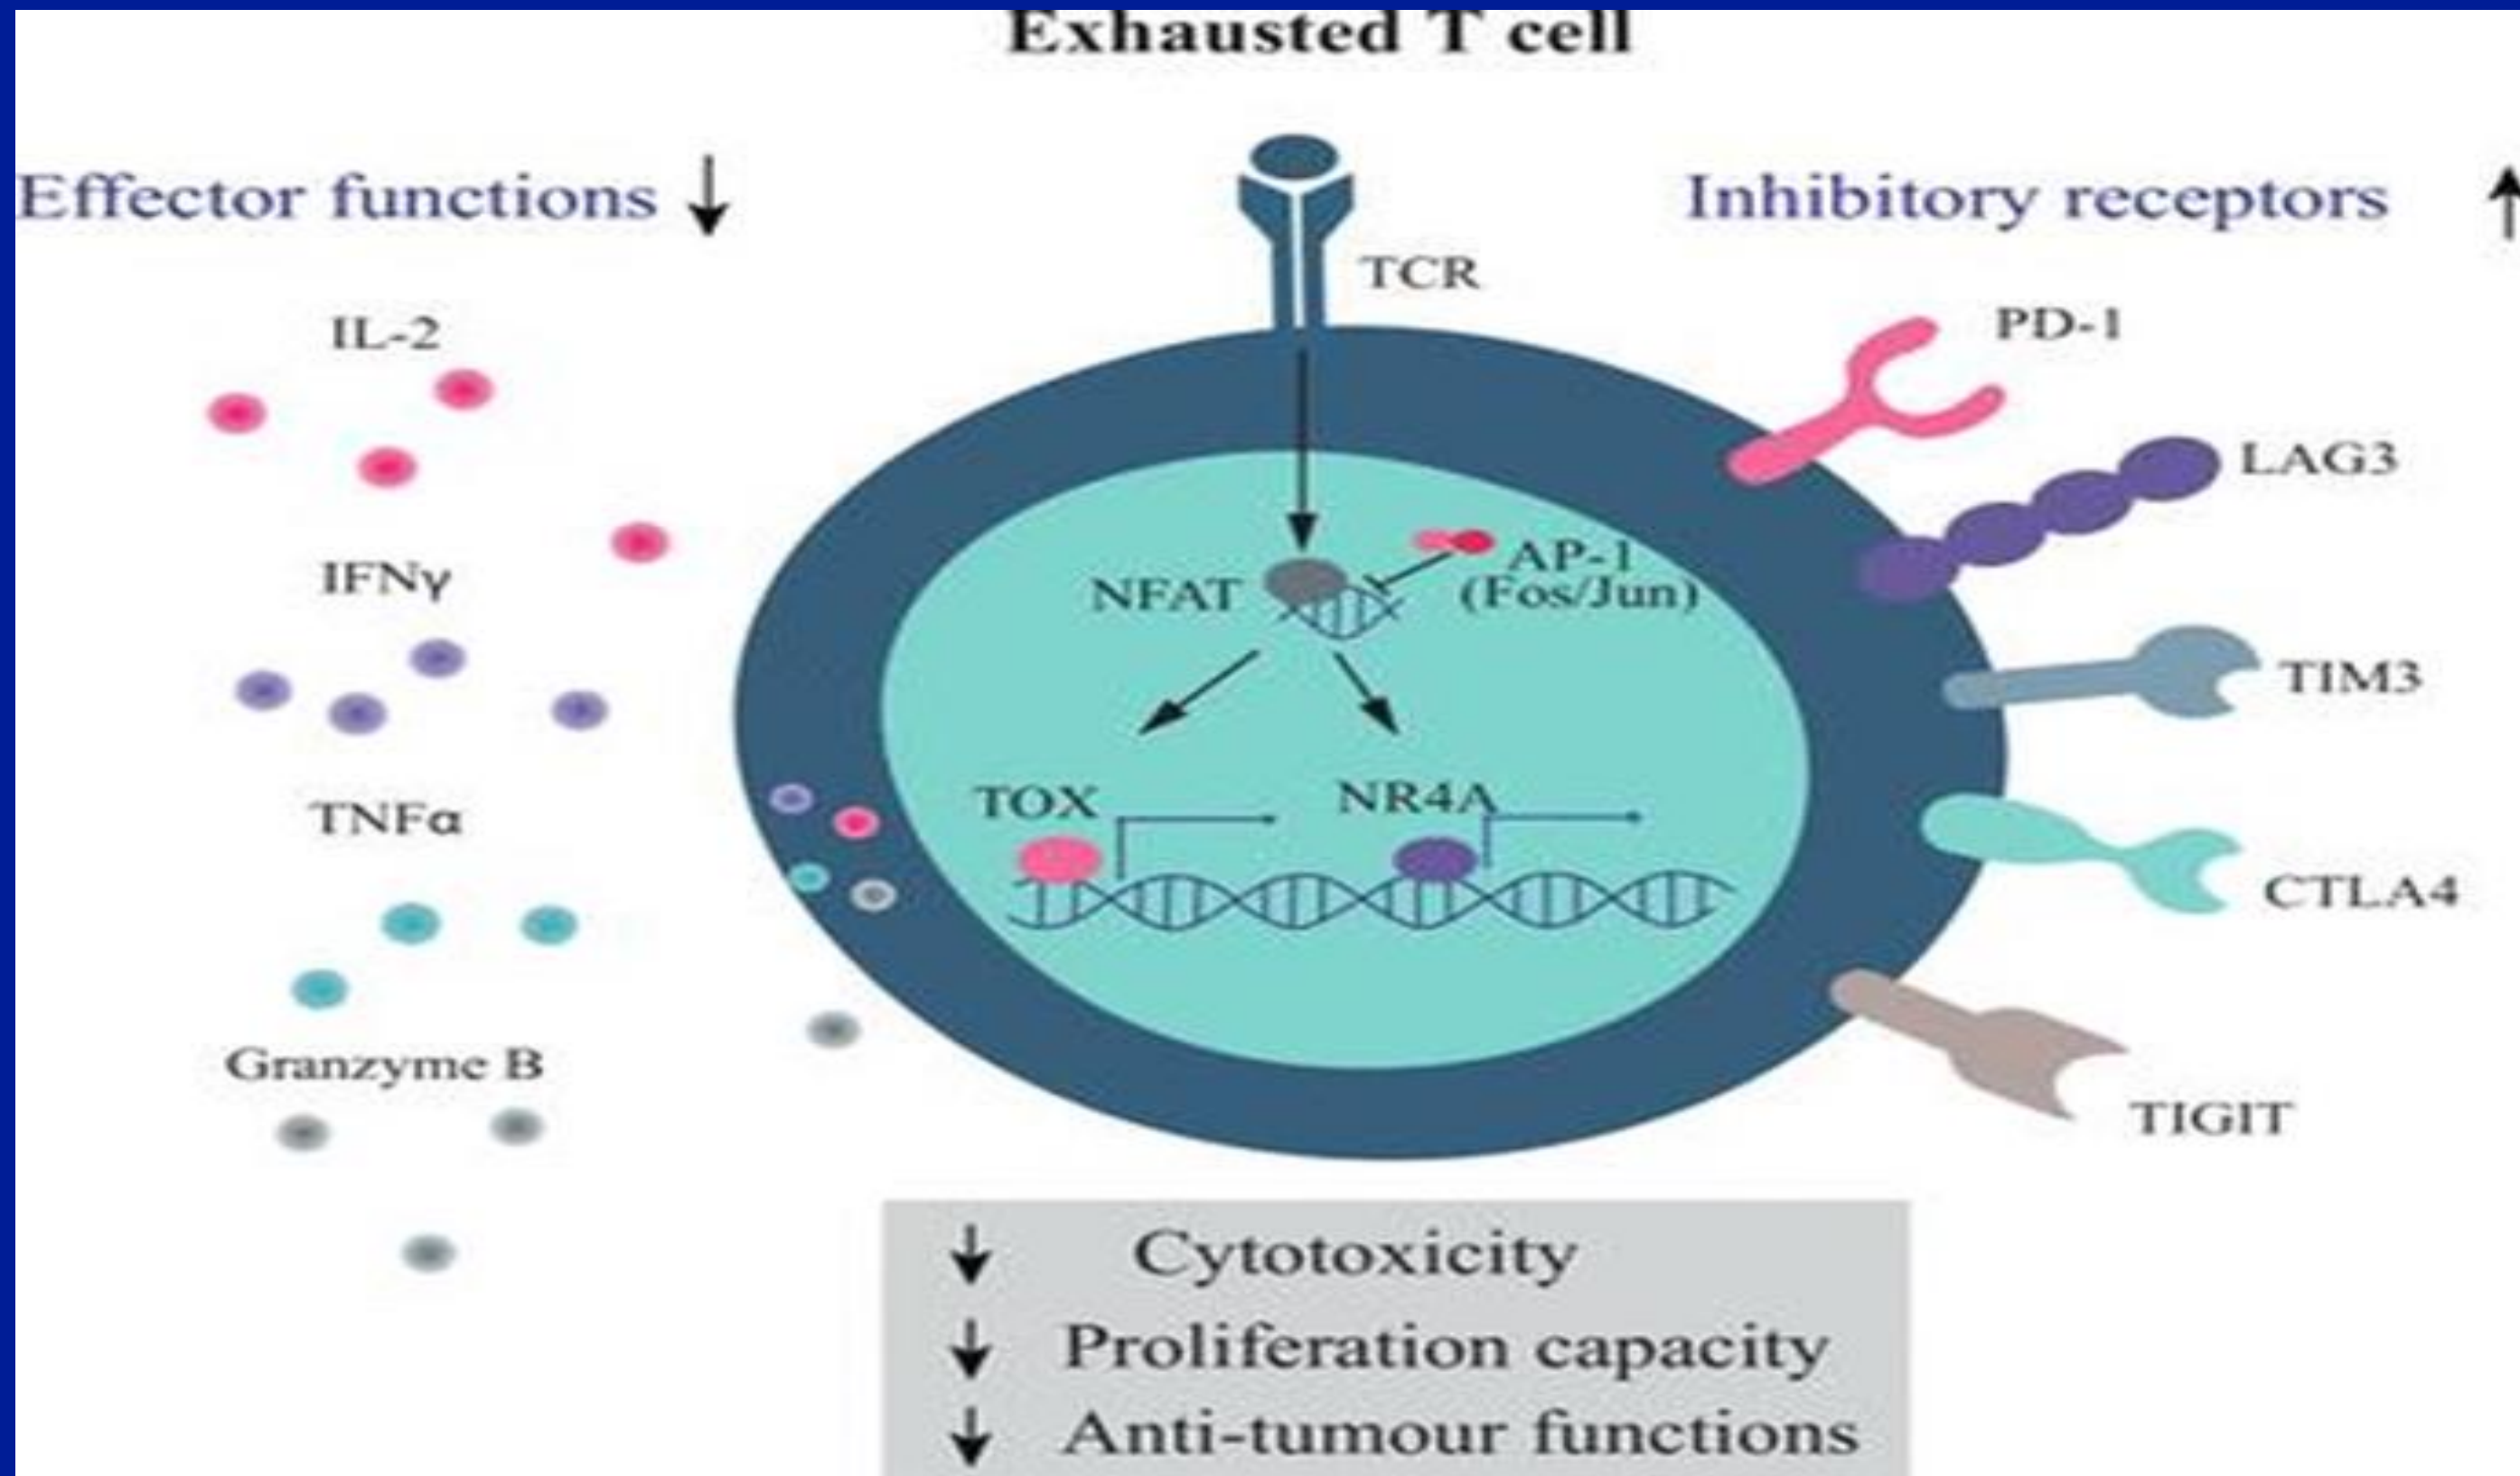 Exhausted T cell
Effector functions ↓
Inhibitory receptors ↑
TCR
IL-2
PD-1
LAG3
IFNγ
NFAT
AP-1
(Fos/Jun)
TIM3
TNFα
TOX
NR4A
CTLA4
Granzyme B
TIGIT
↓ Cytotoxicity
↓ Proliferation capacity
↓ Anti-tumour functions